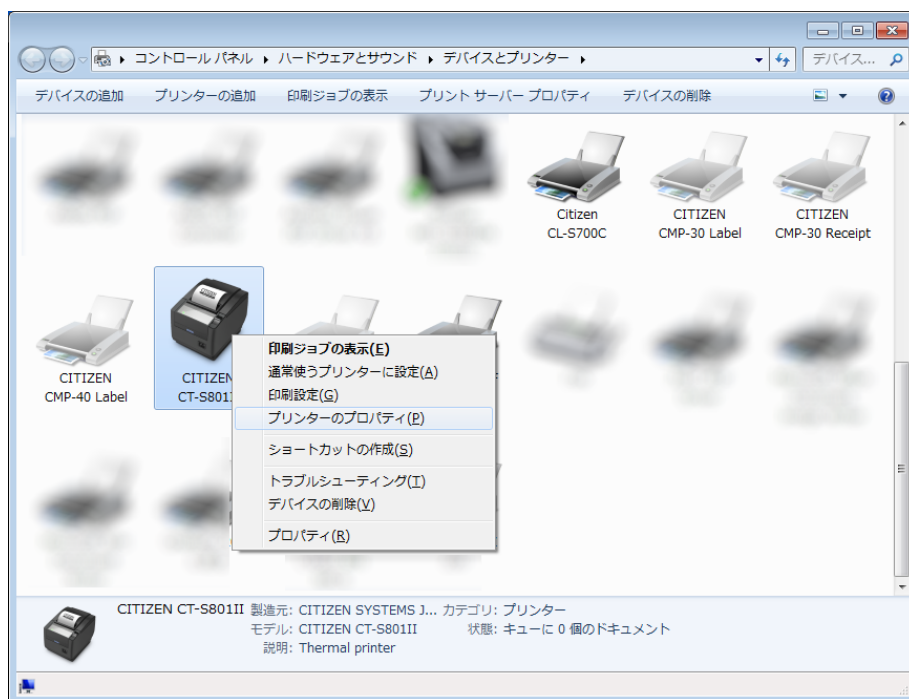 コントロール パネル ハードウェアとサウンド デバイスとプリンター デバイス...
デバイスの追加 プリンターの追加 印刷ジョブの表示 プリント サーバー プロパティ デバイスの削除
Citizen
CL-S700C
CITIZEN
CMP-30 Label
CITIZEN
CMP-30 Receipt
CITIZEN
CMP-40 Label
CITIZEN
CT-S801
印刷ジョブの表示(E)
通常使うプリンターに設定(A)
印刷設定(G)
プリンターのプロパティ(P)
ショートカットの作成(S)
トラブルシューティング(T)
デバイスの削除(V)
プロパティ(R)
CITIZEN CT-S801II 製造元: CITIZEN SYSTEMS J... カテゴリ: プリンター
モデル: CITIZEN CT-S801II 状態: キューに 0 個のドキュメント
説明: Thermal printer